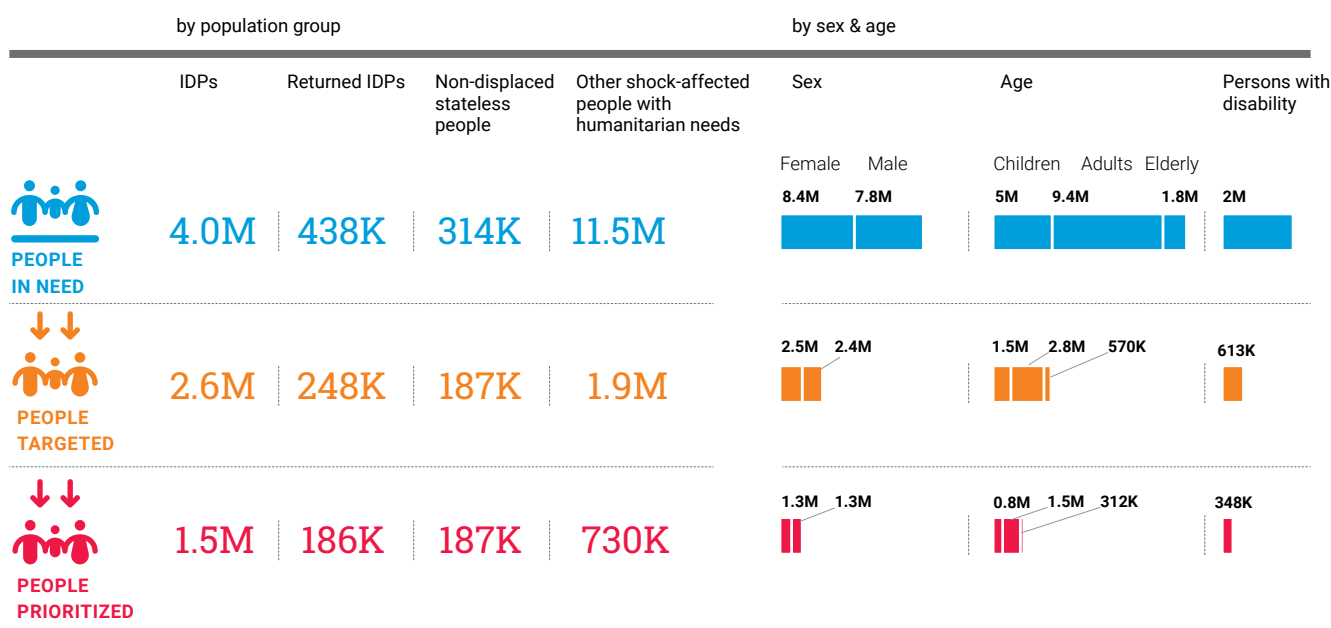 by population group
by sex & age
IDPs
Returned IDPs
Non-displaced
stateless
people
Other shock-affected
people with
humanitarian needs
Sex
Age
Persons with
disability
Female Male
Children Adults Elderly
PEOPLE
IN NEED
4.0M 438K 314K 11.5M
8.4M 7.8M
5M 9.4M 1.8M
2M
PEOPLE
TARGETED
2.6M 248K 187K 1.9M
2.5M 2.4M
1.5M 2.8M 570K
613K
PEOPLE
PRIORITIZED
1.5M 186K 187K 730K
1.3M 1.3M
0.8M 1.5M 312K
348K